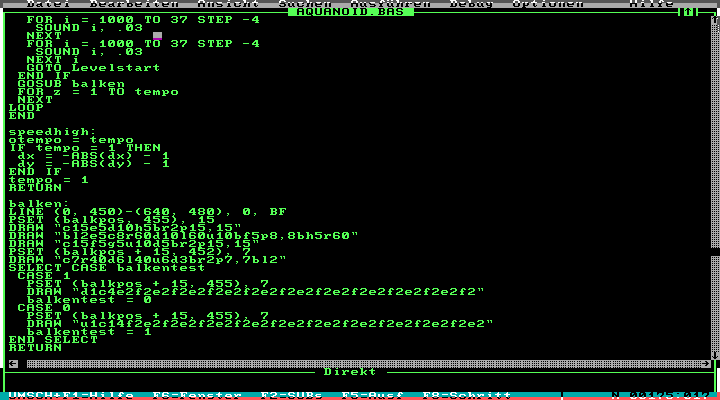 Datei Bearbeiten Ansicht Suchen Ausführen Debug Optionen Hilfe
AQUANOID.BAS
FOR i = 1000 TO 37 STEP -4
SOUND i, .03
NEXT
FOR i = 1000 TO 37 STEP -4
SOUND i, .03
NEXT i
GOTO Levelstart
END IF
GOSUB balken
FOR z = 1 TO tempo
NEXT
LOOP
END
speedhigh:
otempo = tempo
IF tempo = 1 THEN
dx = -ABS(dx) - 1
dy = -ABS(dy) - 1
END IF
tempo = 1
RETURN
balken:
LINE (0, 450)-(640, 480), 0, BF
PSET (balkpos, 455), 15
DRAW "c15e5d10h5br2p15,15"
DRAW "bl2e5c8r60d10l60u10bf5p8,8bh5r60"
DRAW "c15f5g5u10d5br2p15,15"
PSET (balkpos + 15, 452), 7
DRAW "c7r40d6l40u6d3br2p7,7bl2"
SELECT CASE balkentest
CASE 1
PSET (balkpos + 15, 455), 7
DRAW "d1c4e2f2e2f2e2f2e2f2e2f2e2f2e2f2e2f2e2f2e2f2"
balkentest = 0
CASE 0
PSET (balkpos + 15, 455), 7
DRAW "u1c14f2e2f2e2f2e2f2e2f2e2f2e2f2e2f2e2f2e2f2e2"
balkentest = 1
END SELECT
RETURN
Direkt
UMSCH+F1=Hilfe F6=Fenster F2=SUBs F5=Ausf F8=Schritt N 00175:017